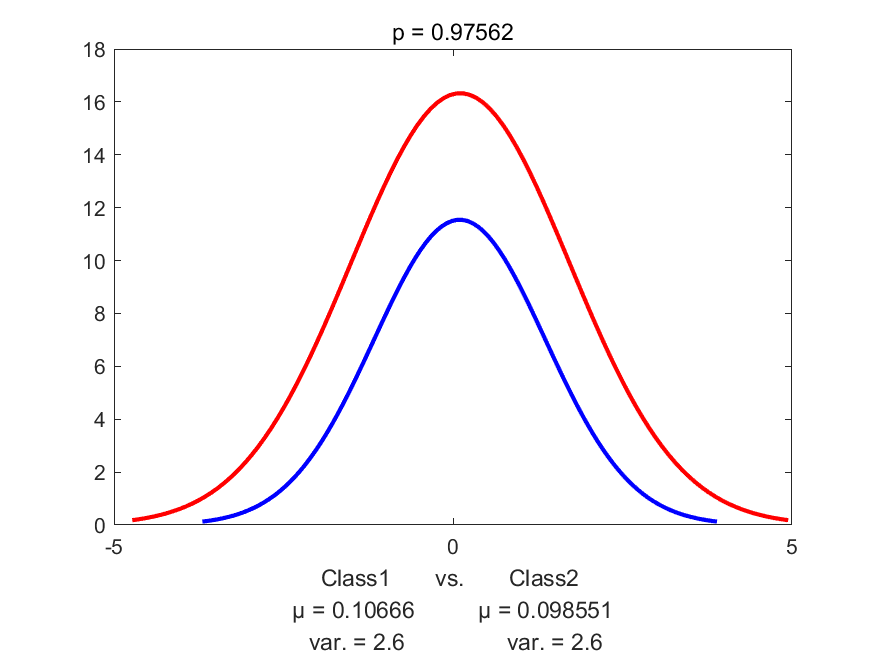 p = 0.97562
18
16
14
12
10
8
6
4
2
0
-5 0 5
Class1 vs. Class2
μ = 0.10666 μ = 0.098551
var. = 2.6 var. = 2.6